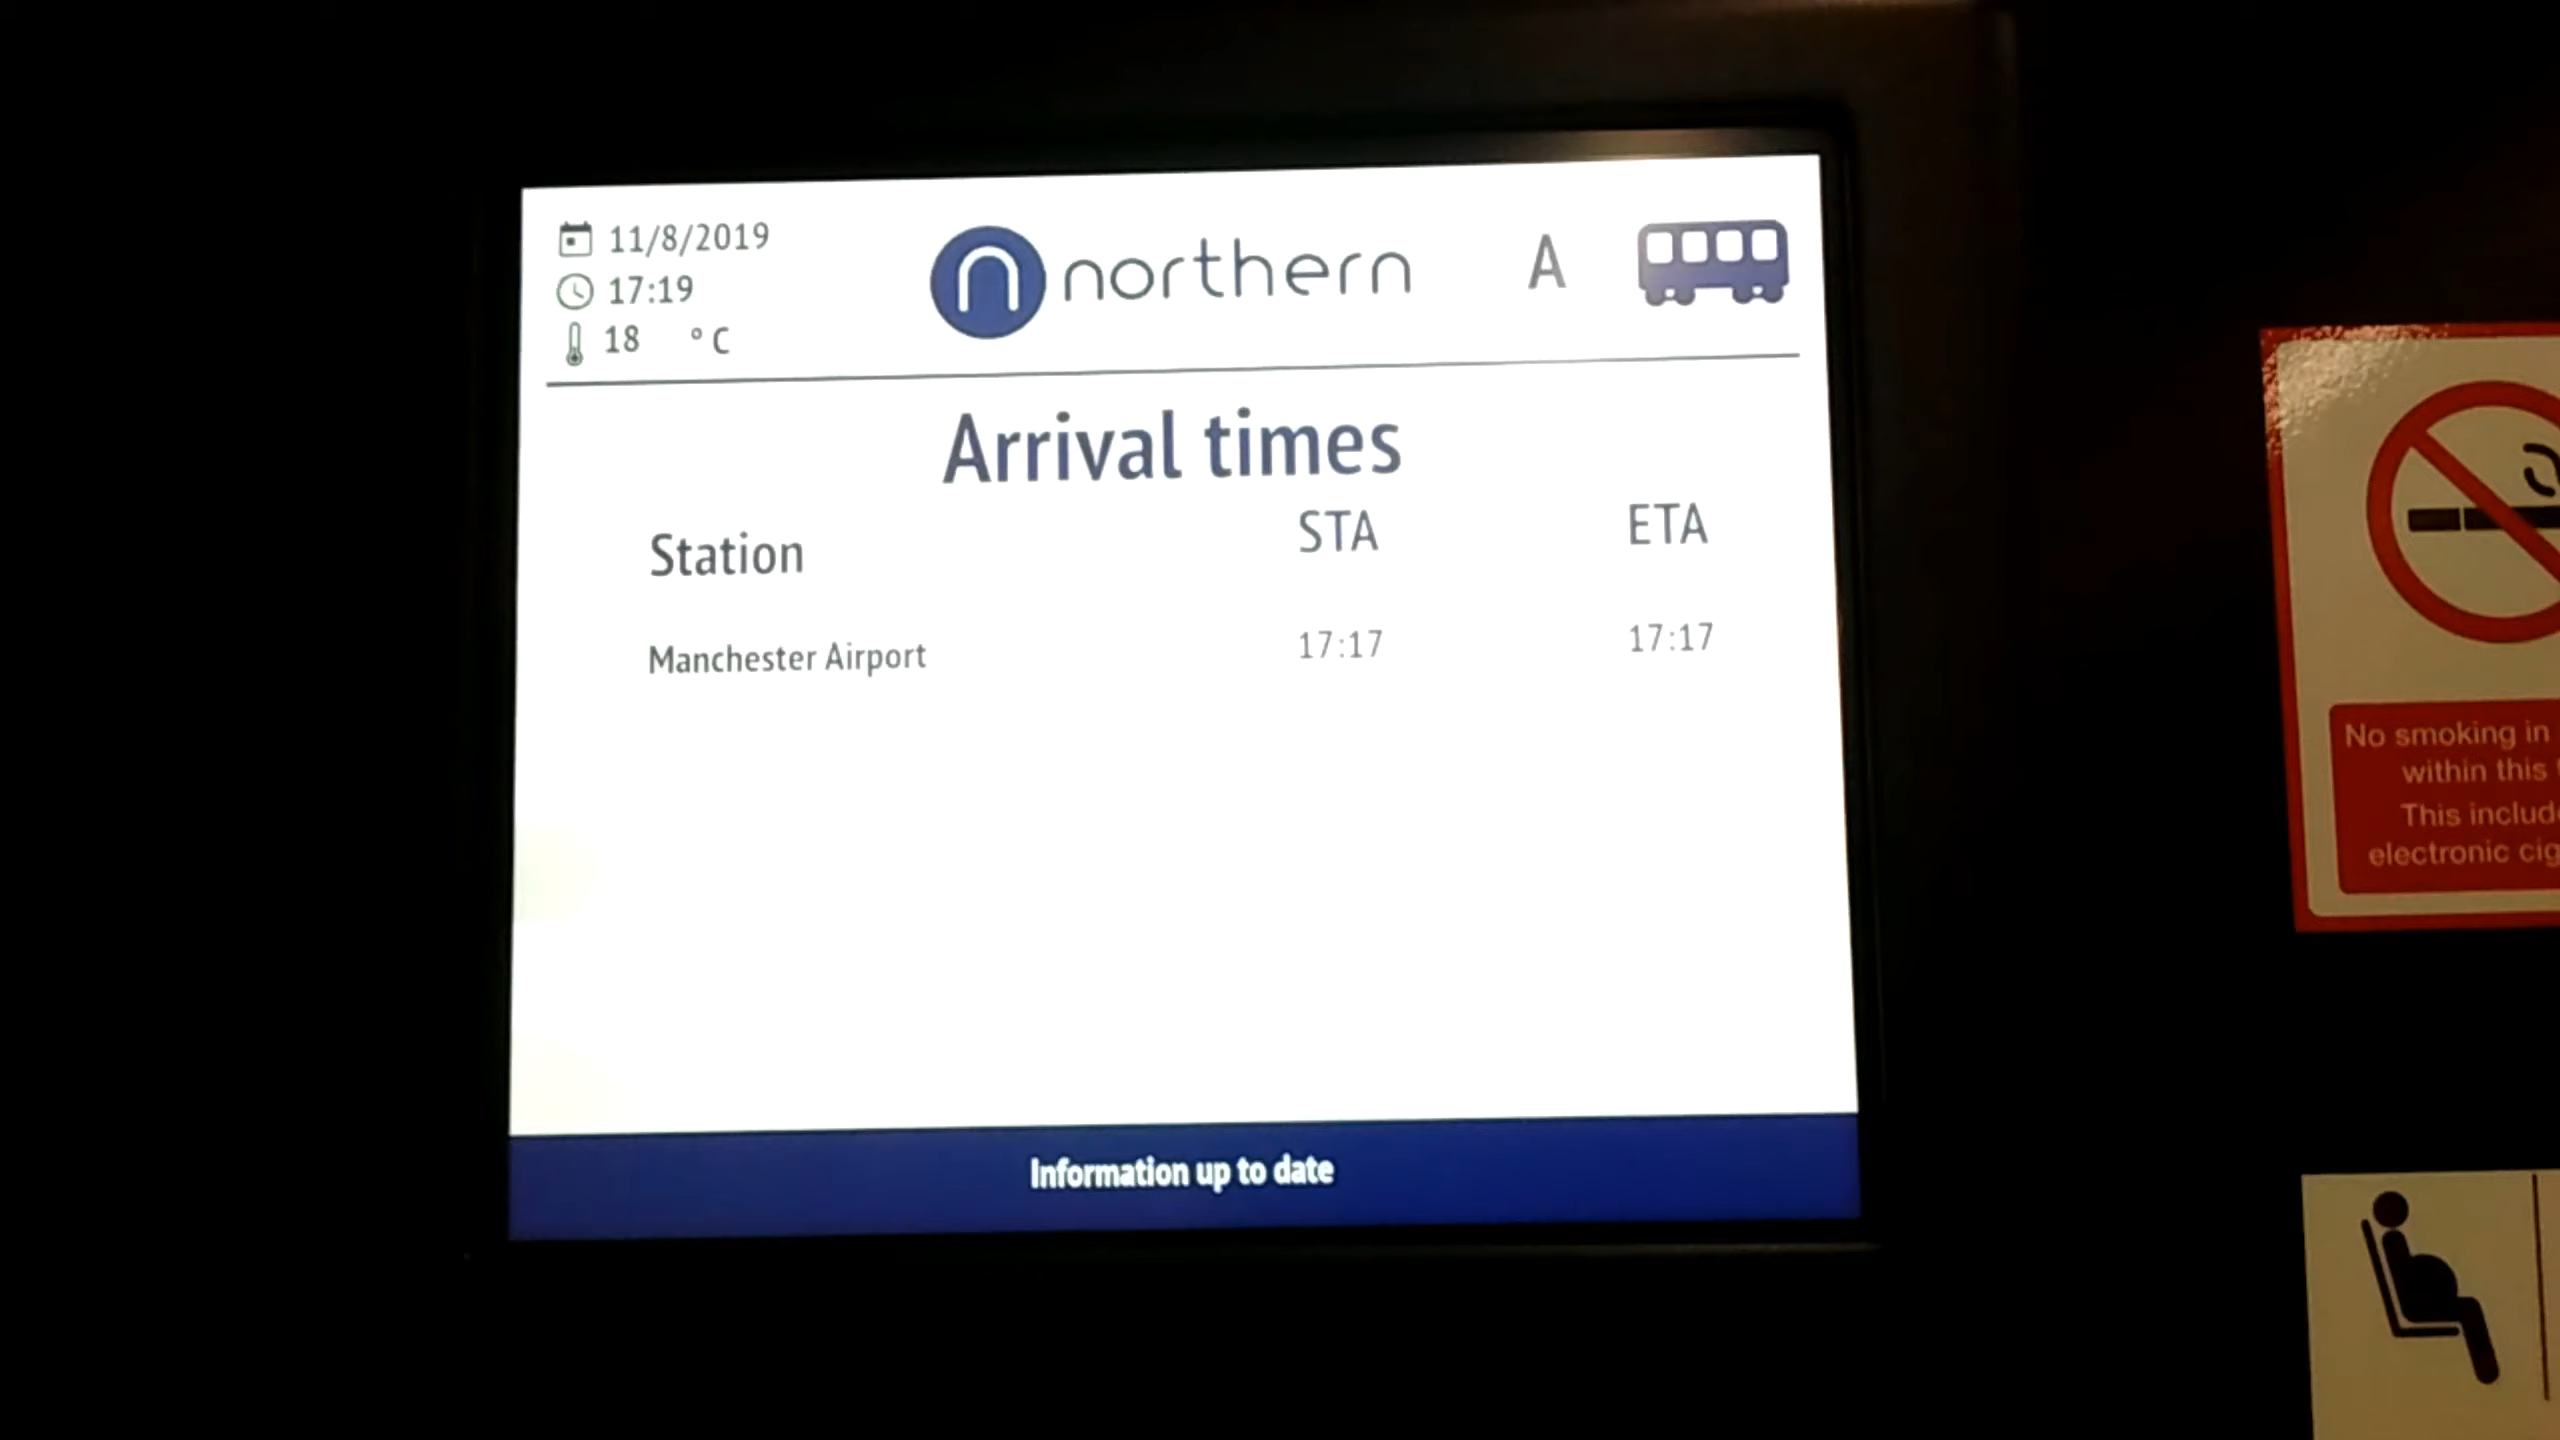 11/8/2019
17:19
18 °C
northern
A
Arrival times
Station STA ETA
Manchester Airport 17:17 17:17
Information up to date
No smoking in
within this
This includ
electronic cig